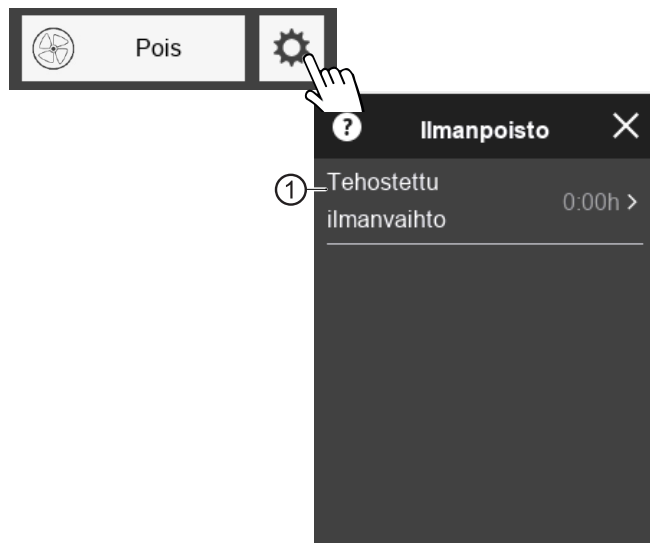 Pois
? Ilmanpoisto
1 Tehostettu
ilmanvaihto
0:00h >